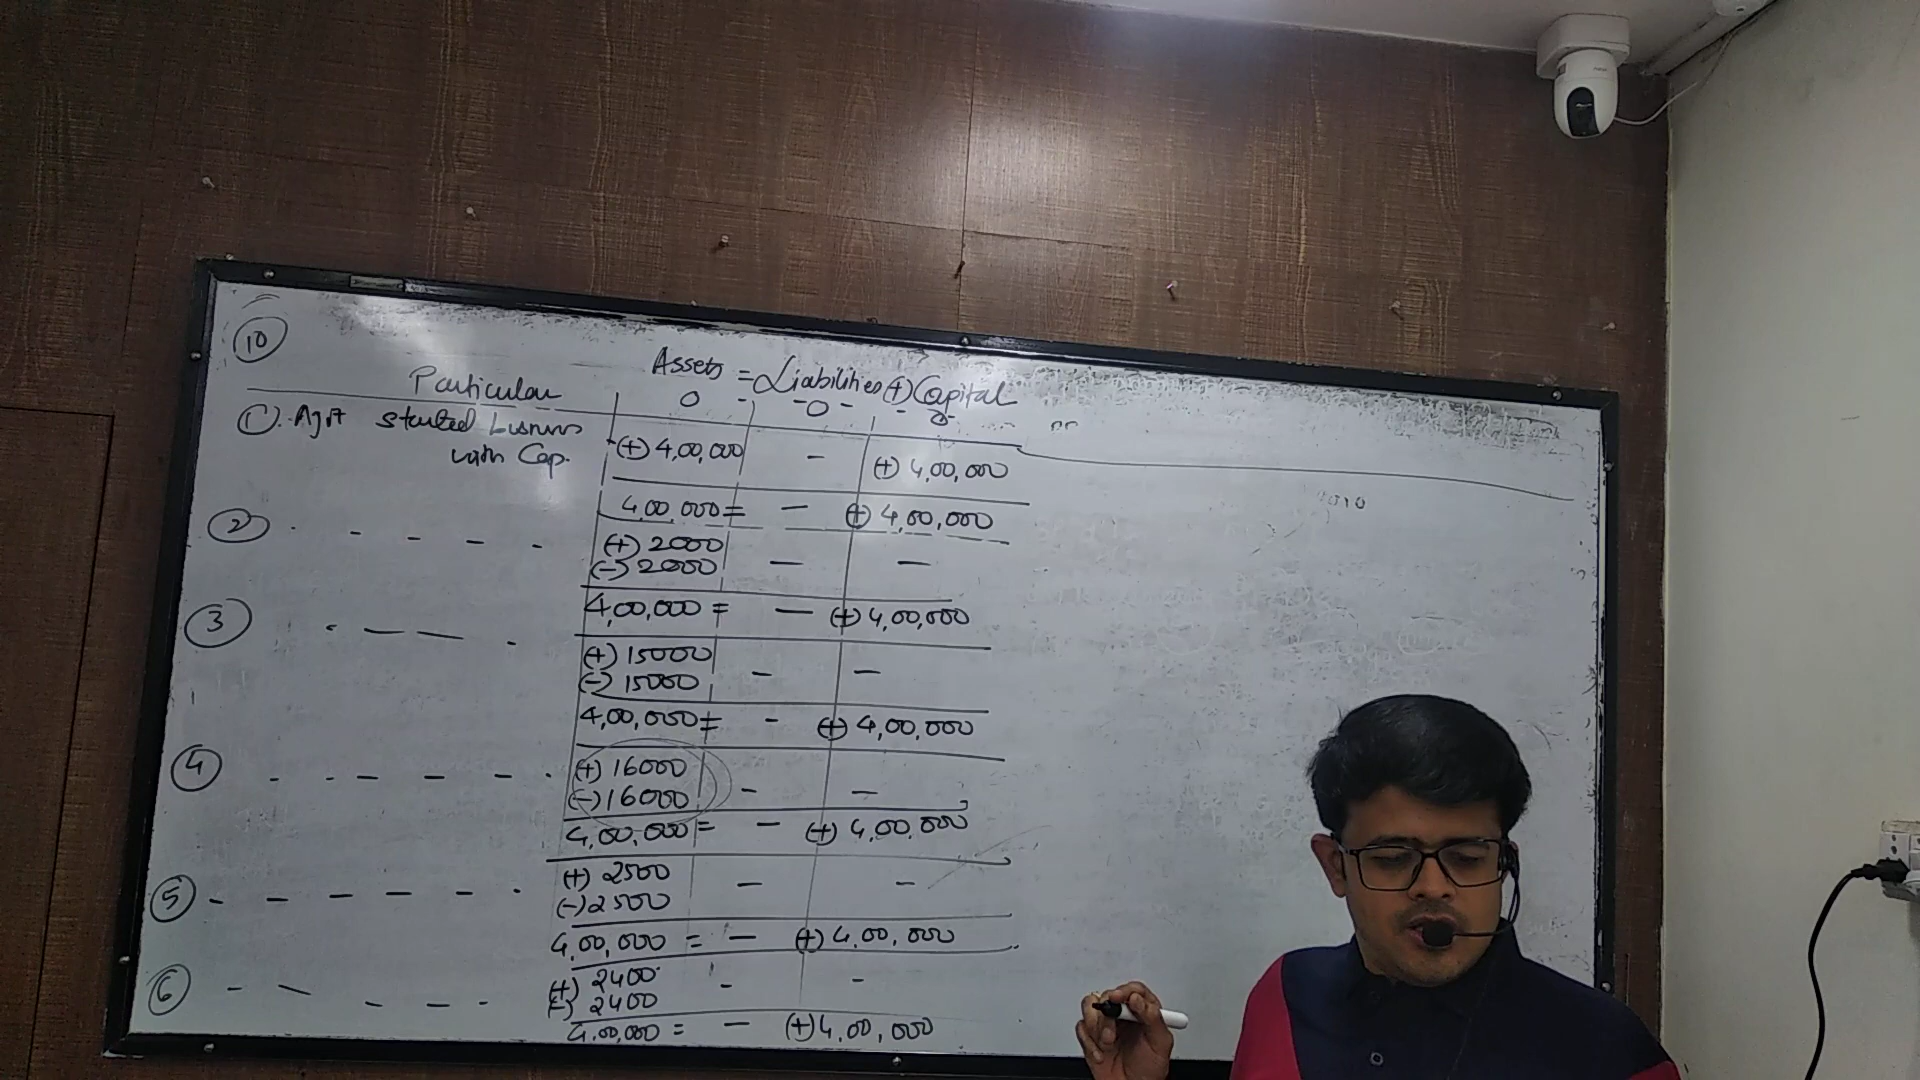 10
Assets = Liabilities (+) Capital
Particular 0 - 0 - - 0
1. Ajit started business (+) 4,00,000 - (+) 4,00,000
with Cap.
4,00,000 = - (+) 4,00,000
2 (+) 2000
(-) 2000 - -
4,00,000 = - (+) 4,00,000
3 (+) 15000
(-) 15000 - -
4,00,000 = - (+) 4,00,000
4 (+) 16000
(-) 16000 - -
4,00,000 = - (+) 4,00,000
5 (+) 2500 - -
(-) 2500
4,00,000 = - (+) 4,00,000
6 (+) 2400 - -
(-) 2400
4,00,000 = - (+) 4,00,000